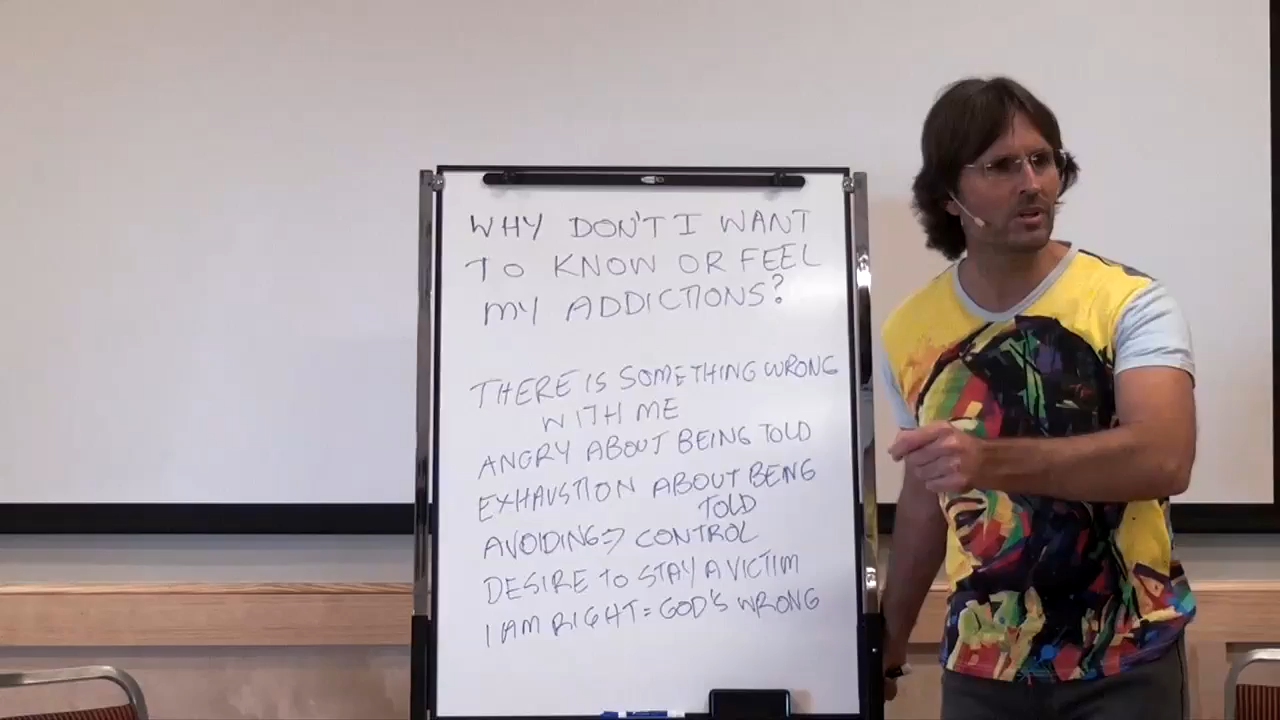 WHY DON'T I WANT
TO KNOW OR FEEL
MY ADDICTIONS?
THERE IS SOMETHING WRONG
WITH ME
ANGRY ABOUT BEING TOLD
EXHAUSTION ABOUT BEING
TOLD
AVOIDING => CONTROL
DESIRE TO STAY A VICTIM
I AM RIGHT = GOD'S WRONG